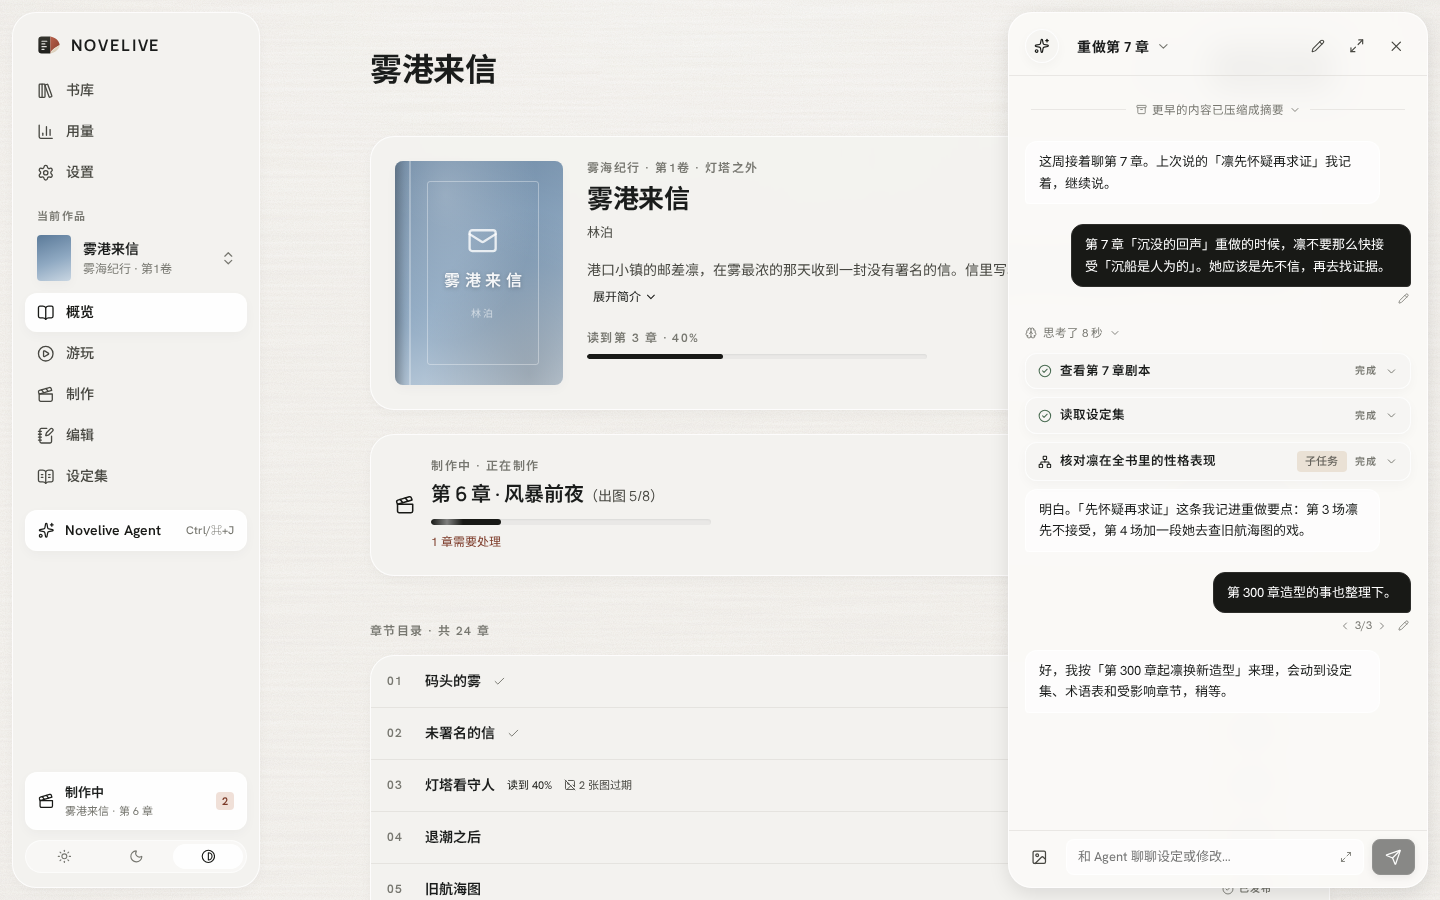 NOVELIVE
书库
用量
设置
当前作品
雾港来信
雾海纪行 · 第1卷
概览
游玩
制作
编辑
设定集
Novelive Agent Ctrl/⌘+J
制作中
雾港来信 · 第 6 章
2
雾港来信
雾港来信
林泊
雾海纪行 · 第1卷 · 灯塔之外
雾港来信
林泊
港口小镇的邮差凛，在雾最浓的那天收到一封没有署名的信。信里写
展开简介
读到第 3 章 · 40%
制作中 · 正在制作
第 6 章 · 风暴前夜（出图 5/8）
1 章需要处理
章节目录 · 共 24 章
01 码头的雾
02 未署名的信
03 灯塔看守人 读到 40% 2 张图过期
04 退潮之后
05 旧航海图
已发布
重做第 7 章
更早的内容已压缩成摘要
这周接着聊第 7 章。上次说的「凛先怀疑再求证」我记
着，继续说。
第 7 章「沉没的回声」重做的时候，凛不要那么快接
受「沉船是人为的」。她应该是先不信，再去找证据。
思考了 8 秒
查看第 7 章剧本 完成
读取设定集 完成
核对凛在全书里的性格表现 子任务 完成
明白。「先怀疑再求证」这条我记进重做要点：第 3 场凛
先不接受，第 4 场加一段她去查旧航海图的戏。
第 300 章造型的事也整理下。
3/3
好，我按「第 300 章起凛换新造型」来理，会动到设定
集、术语表和受影响章节，稍等。
和 Agent 聊聊设定或修改...